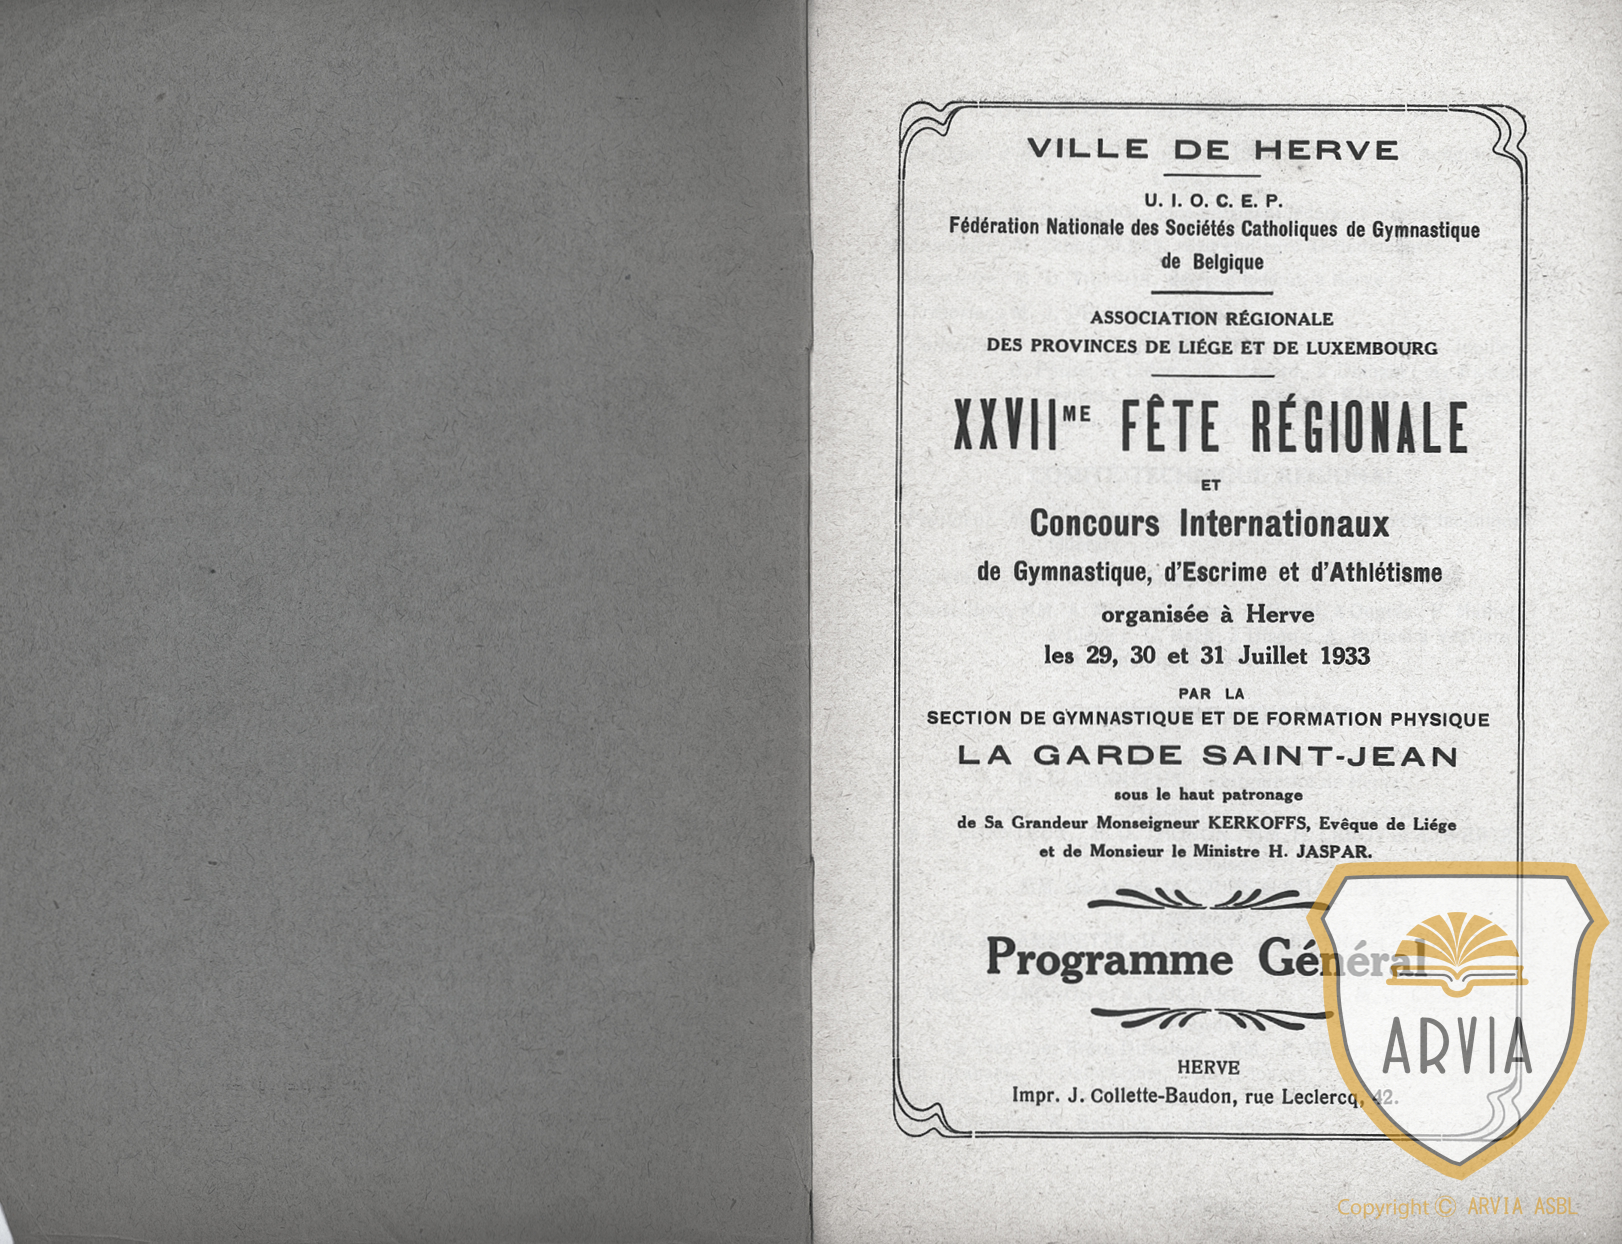 VILLE DE HERVE
U. I. O. C. E. P.
Fédération Nationale des Sociétés Catholiques de Gymnastique
de Belgique
ASSOCIATION RÉGIONALE
DES PROVINCES DE LIÉGE ET DE LUXEMBOURG
XXVIIME FÊTE RÉGIONALE
ET
Concours Internationaux
de Gymnastique, d'Escrime et d'Athlétisme
organisée à Herve
les 29, 30 et 31 Juillet 1933
PAR LA
SECTION DE GYMNASTIQUE ET DE FORMATION PHYSIQUE
LA GARDE SAINT-JEAN
sous le haut patronage
de Sa Grandeur Monseigneur KERKOFFS, Evêque de Liége
et de Monsieur le Ministre H. JASPAR.
Programme Général
HERVE
Impr. J. Collette-Baudon, rue Leclercq, 42.
ARVIA
Copyright © ARVIA ASBL